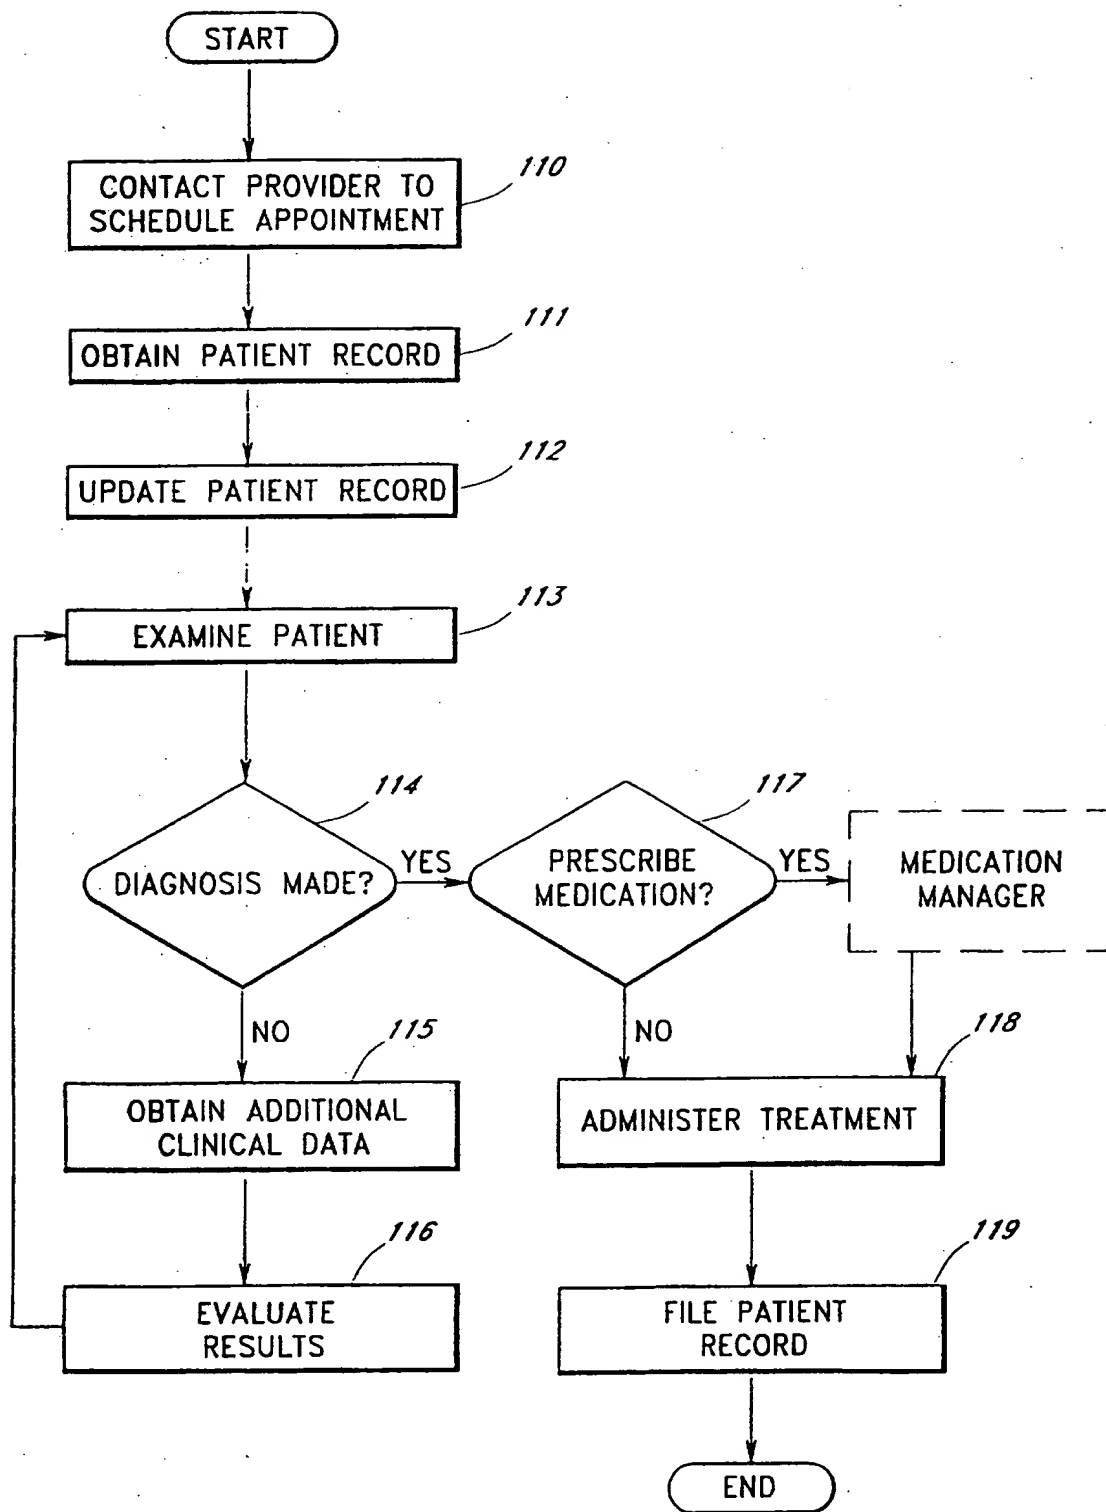 START
110
CONTACT PROVIDER TO
SCHEDULE APPOINTMENT
111
OBTAIN PATIENT RECORD
112
UPDATE PATIENT RECORD
113
EXAMINE PATIENT
114
DIAGNOSIS MADE?
YES
117
PRESCRIBE
MEDICATION?
YES
MEDICATION
MANAGER
NO
115
OBTAIN ADDITIONAL
CLINICAL DATA
NO
118
ADMINISTER TREATMENT
116
EVALUATE
RESULTS
119
FILE PATIENT
RECORD
END